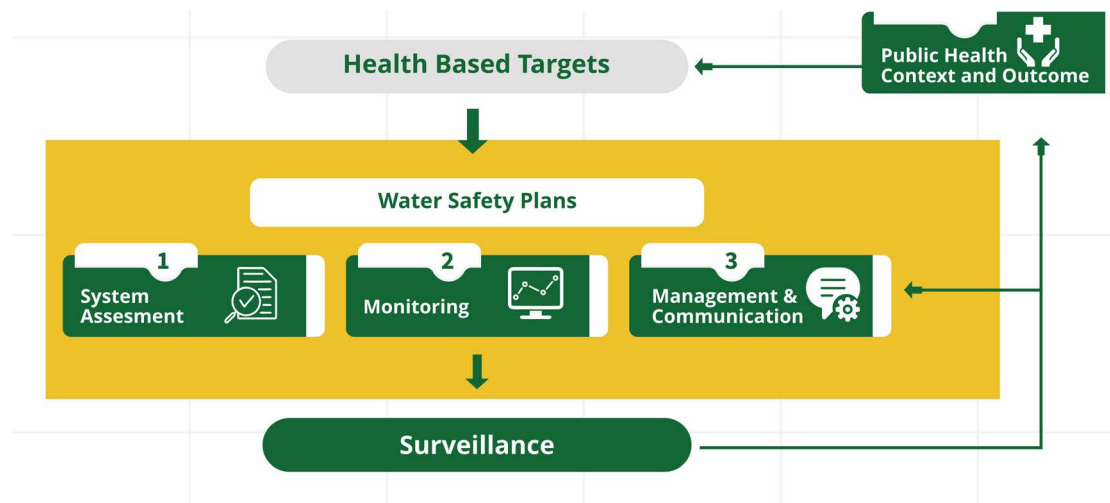 Health Based Targets
Public Health
Context and Outcome
Water Safety Plans
1
System
Assesment
2
Monitoring
3
Management &
Communication
Surveillance